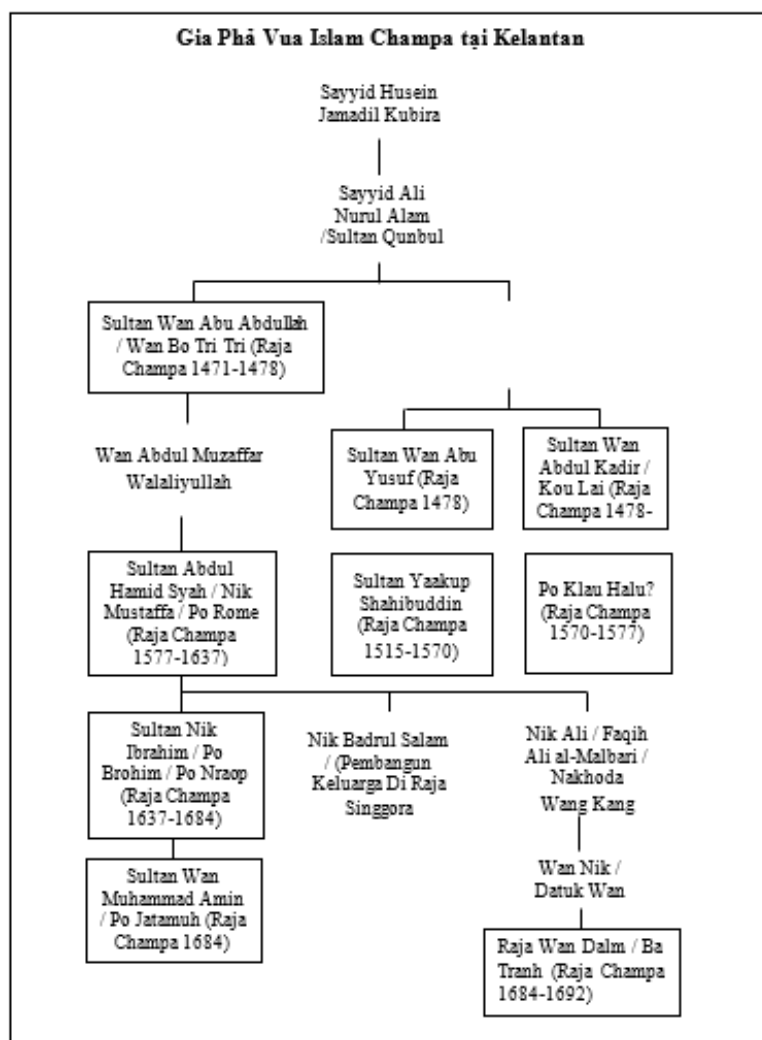 Gia Phả Vua Islam Champa tại Kelantan
Sayyid Husein
Jamadil Kubira
Sayyid Ali
Nurul Alam
/Sultan Qunbul
Sultan Wan Abu Abdullah
/ Wan Bo Tri Tri (Raja
Champa 1471-1478)
Wan Abdul Muzaffar
Walaliyullah
Sultan Wan Abu
Yusuf (Raja
Champa 1478)
Sultan Wan
Abdul Kadir /
Kou Lai (Raja
Champa 1478-
Sultan Abdul
Hamid Syah / Nik
Mustaffa / Po Rome
(Raja Champa
1577-1637)
Sultan Yaakup
Shahibuddin
(Raja Champa
1515-1570)
Po Klau Halu?
(Raja Champa
1570-1577)
Sultan Nik
Ibrahim / Po
Brohim / Po Nraop
(Raja Champa
1637-1684)
Nik Badrul Salam
/ (Pembangun
Keluarga Di Raja
Singgora
Nik Ali / Faqih
Ali al-Malbari /
Nakhoda
Wang Kang
Sultan Wan
Muhammad Amin
/ Po Jatamuh (Raja
Champa 1684)
Wan Nik /
Datuk Wan
Raja Wan Dalm / Ba
Tranh (Raja Champa
1684-1692)